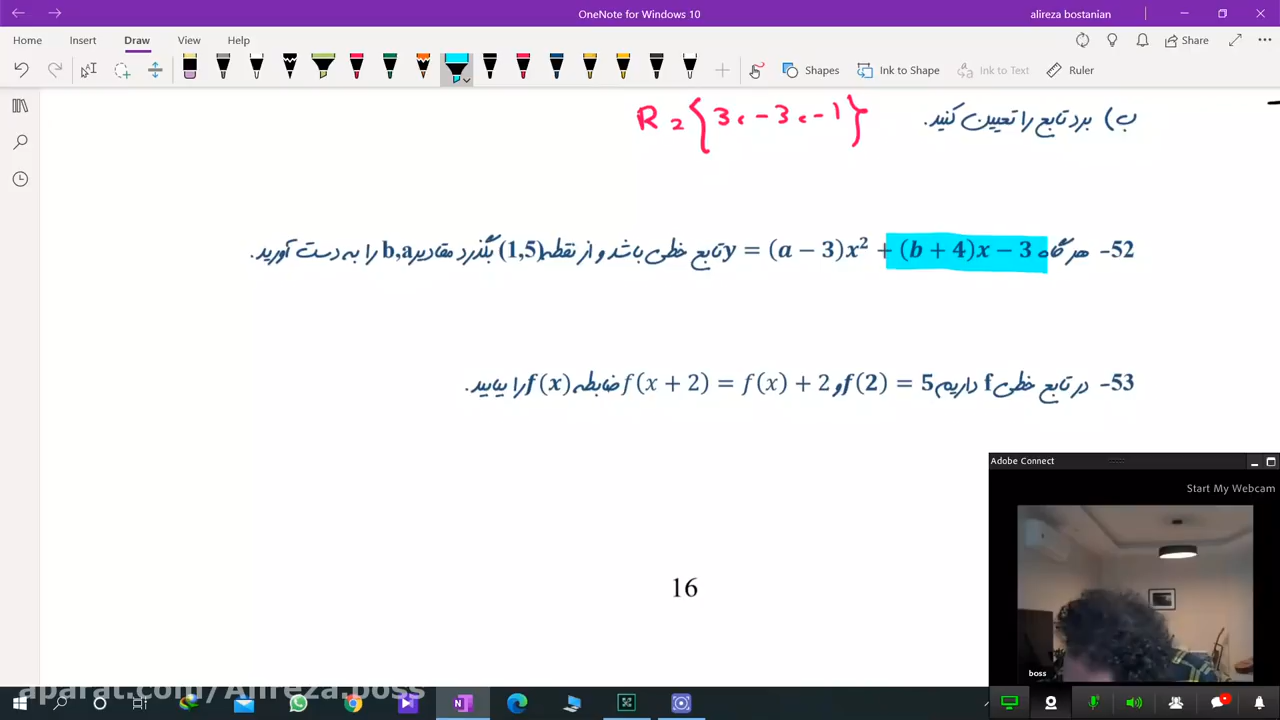 OneNote for Windows 10
alireza bostanian
Home Insert Draw View Help
Share
Shapes Ink to Shape Ink to Text Ruler
ب) برد تابع را تعیین کنید.
R = {3، -3، -1}
52- هرگاه y = (a − 3)x² + (b + 4)x − 3 تابع خطی باشد و از نقطه (1,5) بگذرد مقادیر b,a را به دست آورید.
53- در تابع خطی f داریم f(2) = 5 و f(x + 2) = f(x) + 2 ضابطه f(x) را بیابید.
16
Adobe Connect
Start My Webcam
boss
aparat.com/Alireza.boss